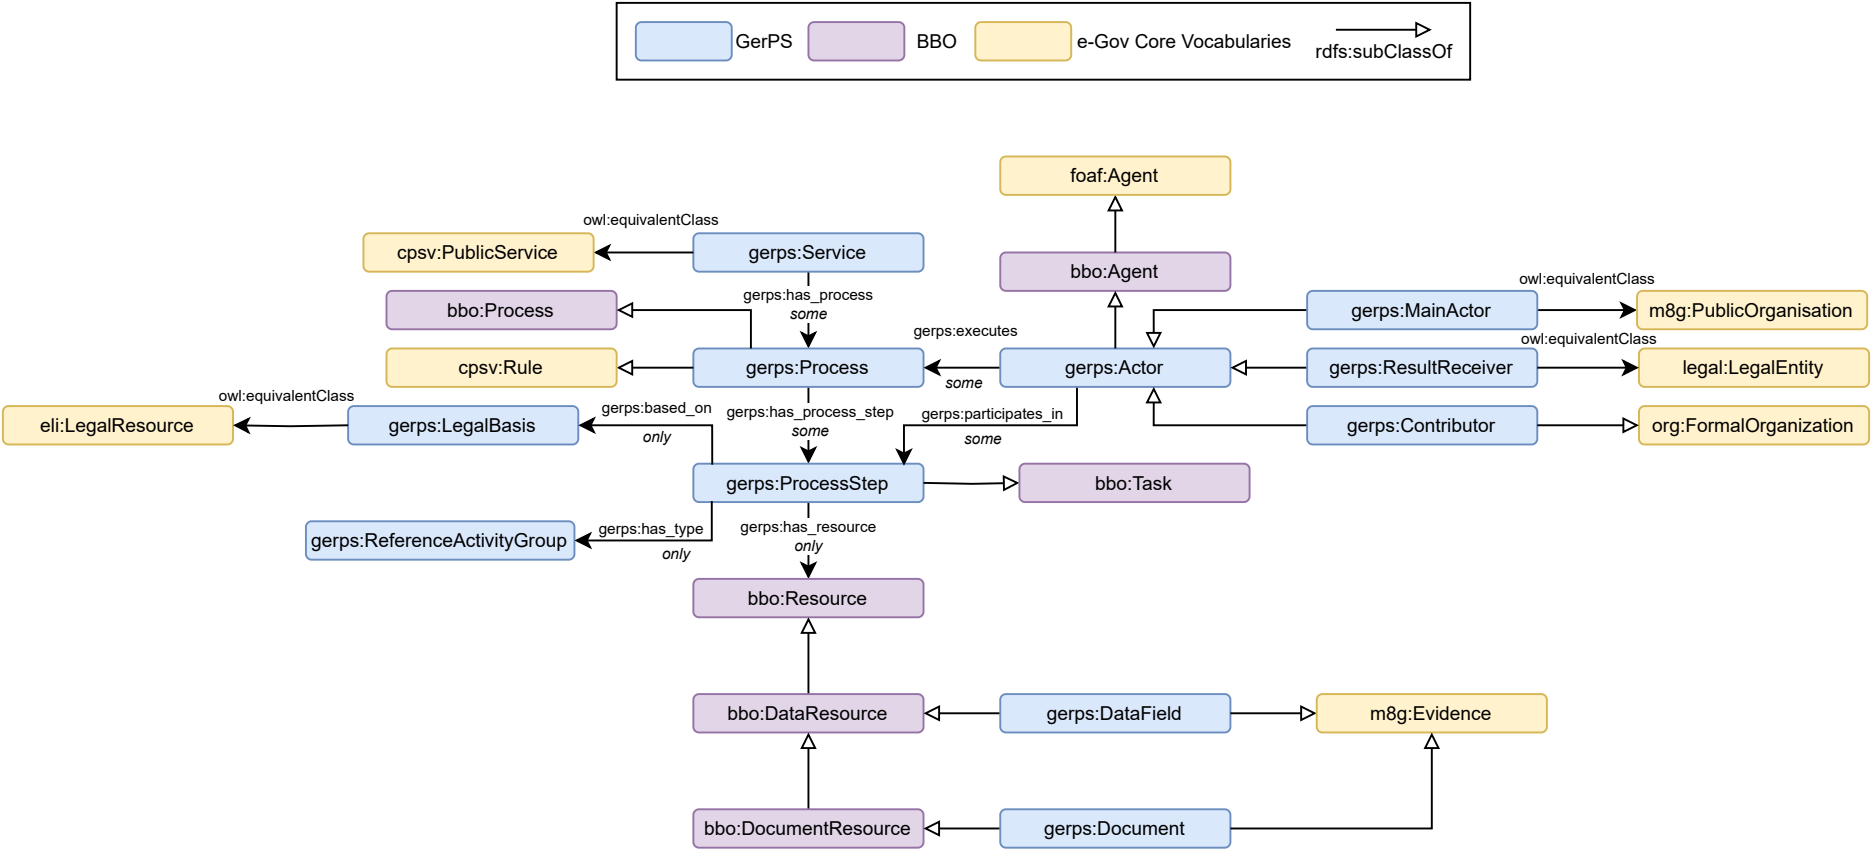 GerPS
BBO
e-Gov Core Vocabularies
rdfs:subClassOf
foaf:Agent
owl:equivalentClass
cpsv:PublicService
gerps:Service
bbo:Agent
owl:equivalentClass
gerps:has_process
some
bbo:Process
gerps:MainActor
m8g:PublicOrganisation
gerps:executes
owl:equivalentClass
cpsv:Rule
gerps:Process
some
gerps:Actor
gerps:ResultReceiver
legal:LegalEntity
owl:equivalentClass
gerps:based_on
only
gerps:has_process_step
some
gerps:participates_in
some
eli:LegalResource
gerps:LegalBasis
gerps:Contributor
org:FormalOrganization
gerps:ProcessStep
bbo:Task
gerps:has_type
only
gerps:has_resource
only
gerps:ReferenceActivityGroup
bbo:Resource
bbo:DataResource
gerps:DataField
m8g:Evidence
bbo:DocumentResource
gerps:Document